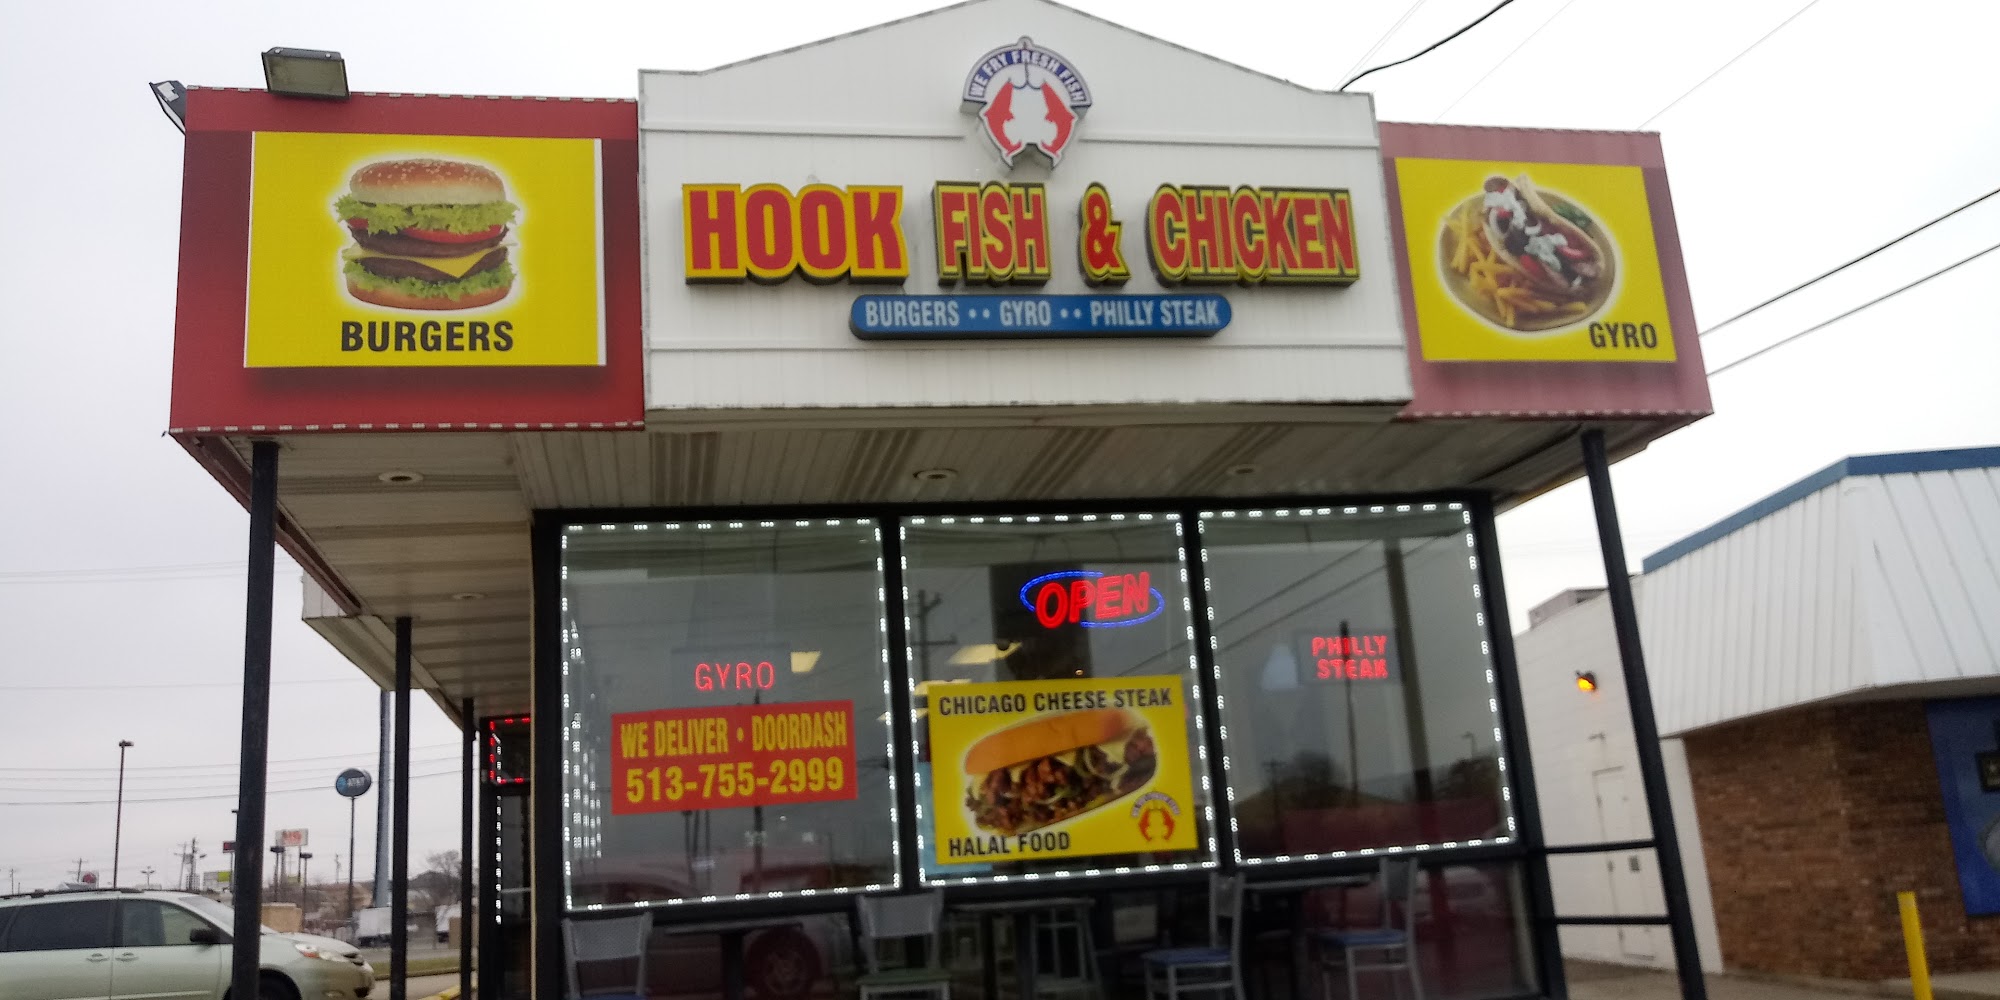 WE FRY FRESH FISH
HOOK FISH & CHICKEN
BURGERS •• GYRO •• PHILLY STEAK
BURGERS
GYRO
OPEN
GYRO
WE DELIVER • DOORDASH
513-755-2999
CHICAGO CHEESE STEAK
HALAL FOOD
PHILLY
STEAK